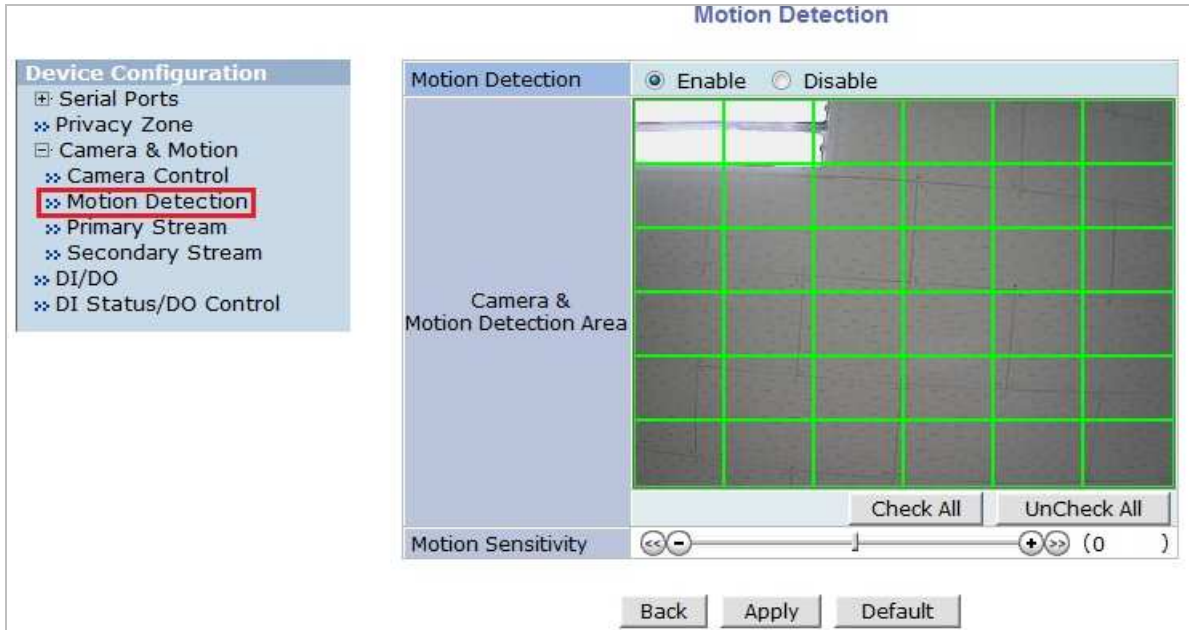 Motion Detection
Device Configuration
Serial Ports
Privacy Zone
Camera & Motion
Camera Control
Motion Detection
Primary Stream
Secondary Stream
DI/DO
DI Status/DO Control
Motion Detection Enable Disable
Camera &
Motion Detection Area
Check All UnCheck All
Motion Sensitivity (0 )
Back Apply Default